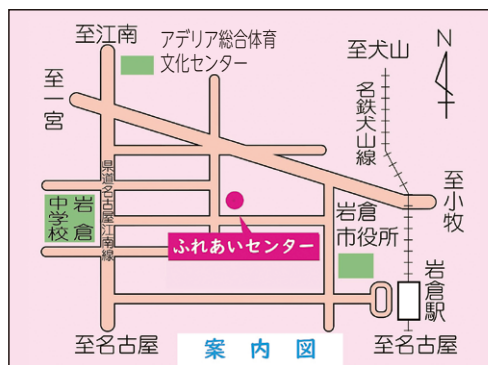 至江南
アデリア総合体育
文化センター
至犬山
N
至一宮
名鉄犬山線
県道名古屋江南線
至小牧
岩倉
中学校
岩倉
市役所
ふれあいセンター
岩倉駅
至名古屋
案内図
至名古屋